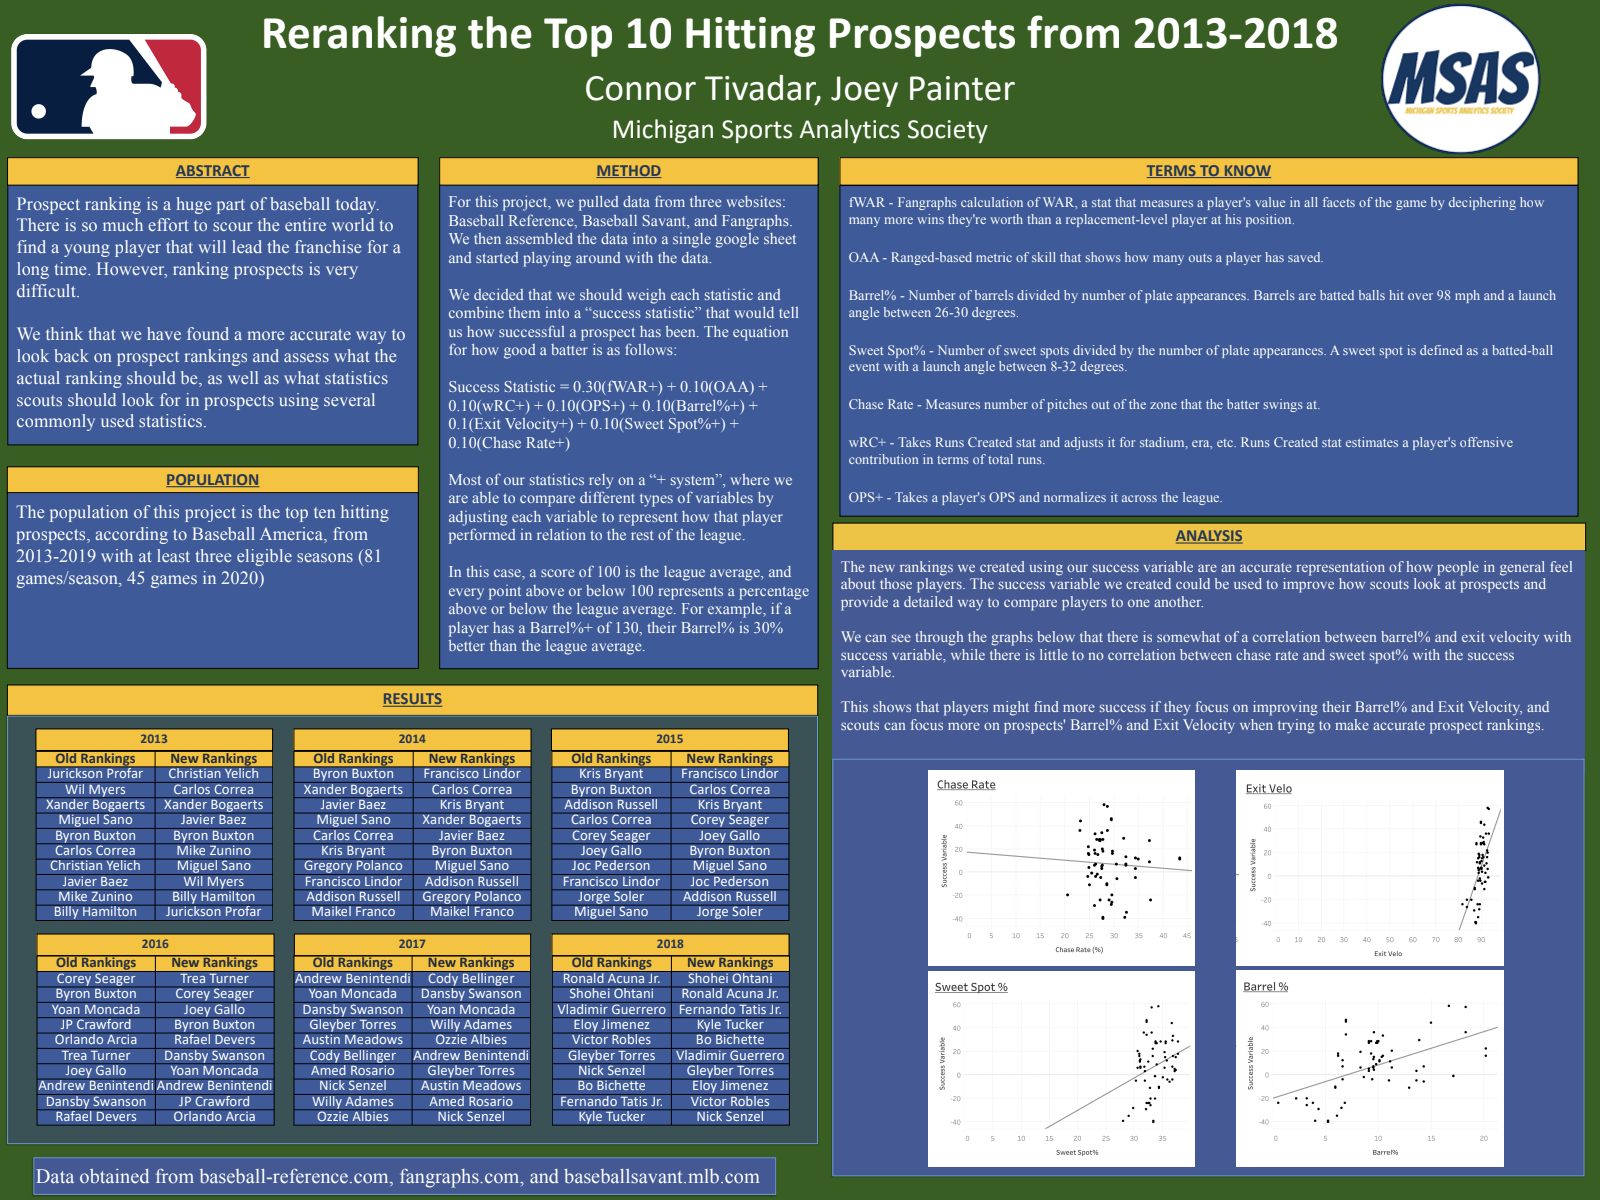 Reranking the Top 10 Hitting Prospects from 2013-2018
Connor Tivadar, Joey Painter
Michigan Sports Analytics Society
MSAS
MICHIGAN SPORTS ANALYTICS SOCIETY
ABSTRACT
Prospect ranking is a huge part of baseball today.
There is so much effort to scour the entire world to
find a young player that will lead the franchise for a
long time. However, ranking prospects is very
difficult.
We think that we have found a more accurate way to
look back on prospect rankings and assess what the
actual ranking should be, as well as what statistics
scouts should look for in prospects using several
commonly used statistics.
POPULATION
The population of this project is the top ten hitting
prospects, according to Baseball America, from
2013-2019 with at least three eligible seasons (81
games/season, 45 games in 2020)
METHOD
For this project, we pulled data from three websites:
Baseball Reference, Baseball Savant, and Fangraphs.
We then assembled the data into a single google sheet
and started playing around with the data.
We decided that we should weigh each statistic and
combine them into a “success statistic” that would tell
us how successful a prospect has been. The equation
for how good a batter is as follows:
Success Statistic = 0.30(fWAR+) + 0.10(OAA) +
0.10(wRC+) + 0.10(OPS+) + 0.10(Barrel%+) +
0.1(Exit Velocity+) + 0.10(Sweet Spot%+) +
0.10(Chase Rate+)
Most of our statistics rely on a “+ system”, where we
are able to compare different types of variables by
adjusting each variable to represent how that player
performed in relation to the rest of the league.
In this case, a score of 100 is the league average, and
every point above or below 100 represents a percentage
above or below the league average. For example, if a
player has a Barrel%+ of 130, their Barrel% is 30%
better than the league average.
TERMS TO KNOW
fWAR - Fangraphs calculation of WAR, a stat that measures a player's value in all facets of the game by deciphering how
many more wins they're worth than a replacement-level player at his position.
OAA - Ranged-based metric of skill that shows how many outs a player has saved.
Barrel% - Number of barrels divided by number of plate appearances. Barrels are batted balls hit over 98 mph and a launch
angle between 26-30 degrees.
Sweet Spot% - Number of sweet spots divided by the number of plate appearances. A sweet spot is defined as a batted-ball
event with a launch angle between 8-32 degrees.
Chase Rate - Measures number of pitches out of the zone that the batter swings at.
wRC+ - Takes Runs Created stat and adjusts it for stadium, era, etc. Runs Created stat estimates a player's offensive
contribution in terms of total runs.
OPS+ - Takes a player's OPS and normalizes it across the league.
ANALYSIS
The new rankings we created using our success variable are an accurate representation of how people in general feel
about those players. The success variable we created could be used to improve how scouts look at prospects and
provide a detailed way to compare players to one another.
We can see through the graphs below that there is somewhat of a correlation between barrel% and exit velocity with
success variable, while there is little to no correlation between chase rate and sweet spot% with the success
variable.
This shows that players might find more success if they focus on improving their Barrel% and Exit Velocity, and
scouts can focus more on prospects' Barrel% and Exit Velocity when trying to make accurate prospect rankings.
RESULTS
2013
Old Rankings New Rankings
Jurickson Profar Christian Yelich
Wil Myers Carlos Correa
Xander Bogaerts Xander Bogaerts
Miguel Sano Javier Baez
Byron Buxton Byron Buxton
Carlos Correa Mike Zunino
Christian Yelich Miguel Sano
Javier Baez Wil Myers
Mike Zunino Billy Hamilton
Billy Hamilton Jurickson Profar
2014
Old Rankings New Rankings
Byron Buxton Francisco Lindor
Xander Bogaerts Carlos Correa
Javier Baez Kris Bryant
Miguel Sano Xander Bogaerts
Carlos Correa Javier Baez
Kris Bryant Byron Buxton
Gregory Polanco Miguel Sano
Francisco Lindor Addison Russell
Addison Russell Gregory Polanco
Maikel Franco Maikel Franco
2015
Old Rankings New Rankings
Kris Bryant Francisco Lindor
Byron Buxton Carlos Correa
Addison Russell Kris Bryant
Carlos Correa Corey Seager
Corey Seager Joey Gallo
Joey Gallo Byron Buxton
Joc Pederson Miguel Sano
Francisco Lindor Joc Pederson
Jorge Soler Addison Russell
Miguel Sano Jorge Soler
2016
Old Rankings New Rankings
Corey Seager Trea Turner
Byron Buxton Corey Seager
Yoan Moncada Joey Gallo
JP Crawford Byron Buxton
Orlando Arcia Rafael Devers
Trea Turner Dansby Swanson
Joey Gallo Yoan Moncada
Andrew Benintendi Andrew Benintendi
Dansby Swanson JP Crawford
Rafael Devers Orlando Arcia
2017
Old Rankings New Rankings
Andrew Benintendi Cody Bellinger
Yoan Moncada Dansby Swanson
Dansby Swanson Yoan Moncada
Gleyber Torres Willy Adames
Austin Meadows Ozzie Albies
Cody Bellinger Andrew Benintendi
Amed Rosario Gleyber Torres
Nick Senzel Austin Meadows
Willy Adames Amed Rosario
Ozzie Albies Nick Senzel
2018
Old Rankings New Rankings
Ronald Acuna Jr. Shohei Ohtani
Shohei Ohtani Ronald Acuna Jr.
Vladimir Guerrero Fernando Tatis Jr.
Eloy Jimenez Kyle Tucker
Victor Robles Bo Bichette
Gleyber Torres Vladimir Guerrero
Nick Senzel Gleyber Torres
Bo Bichette Eloy Jimenez
Fernando Tatis Jr. Victor Robles
Kyle Tucker Nick Senzel
Chase Rate
Success Variable
60
40
20
0
-20
-40
0 5 10 15 20 25 30 35 40 45
Chase Rate (%)
Exit Velo
Success Variable
60
40
20
0
-20
-40
0 10 20 30 40 50 60 70 80 90
Exit Velo
Sweet Spot %
Success Variable
60
40
20
0
-20
-40
0 5 10 15 20 25 30 35
Sweet Spot%
Barrel %
Success Variable
60
40
20
0
-20
-40
0 5 10 15 20
Barrel%
Data obtained from baseball-reference.com, fangraphs.com, and baseballsavant.mlb.com